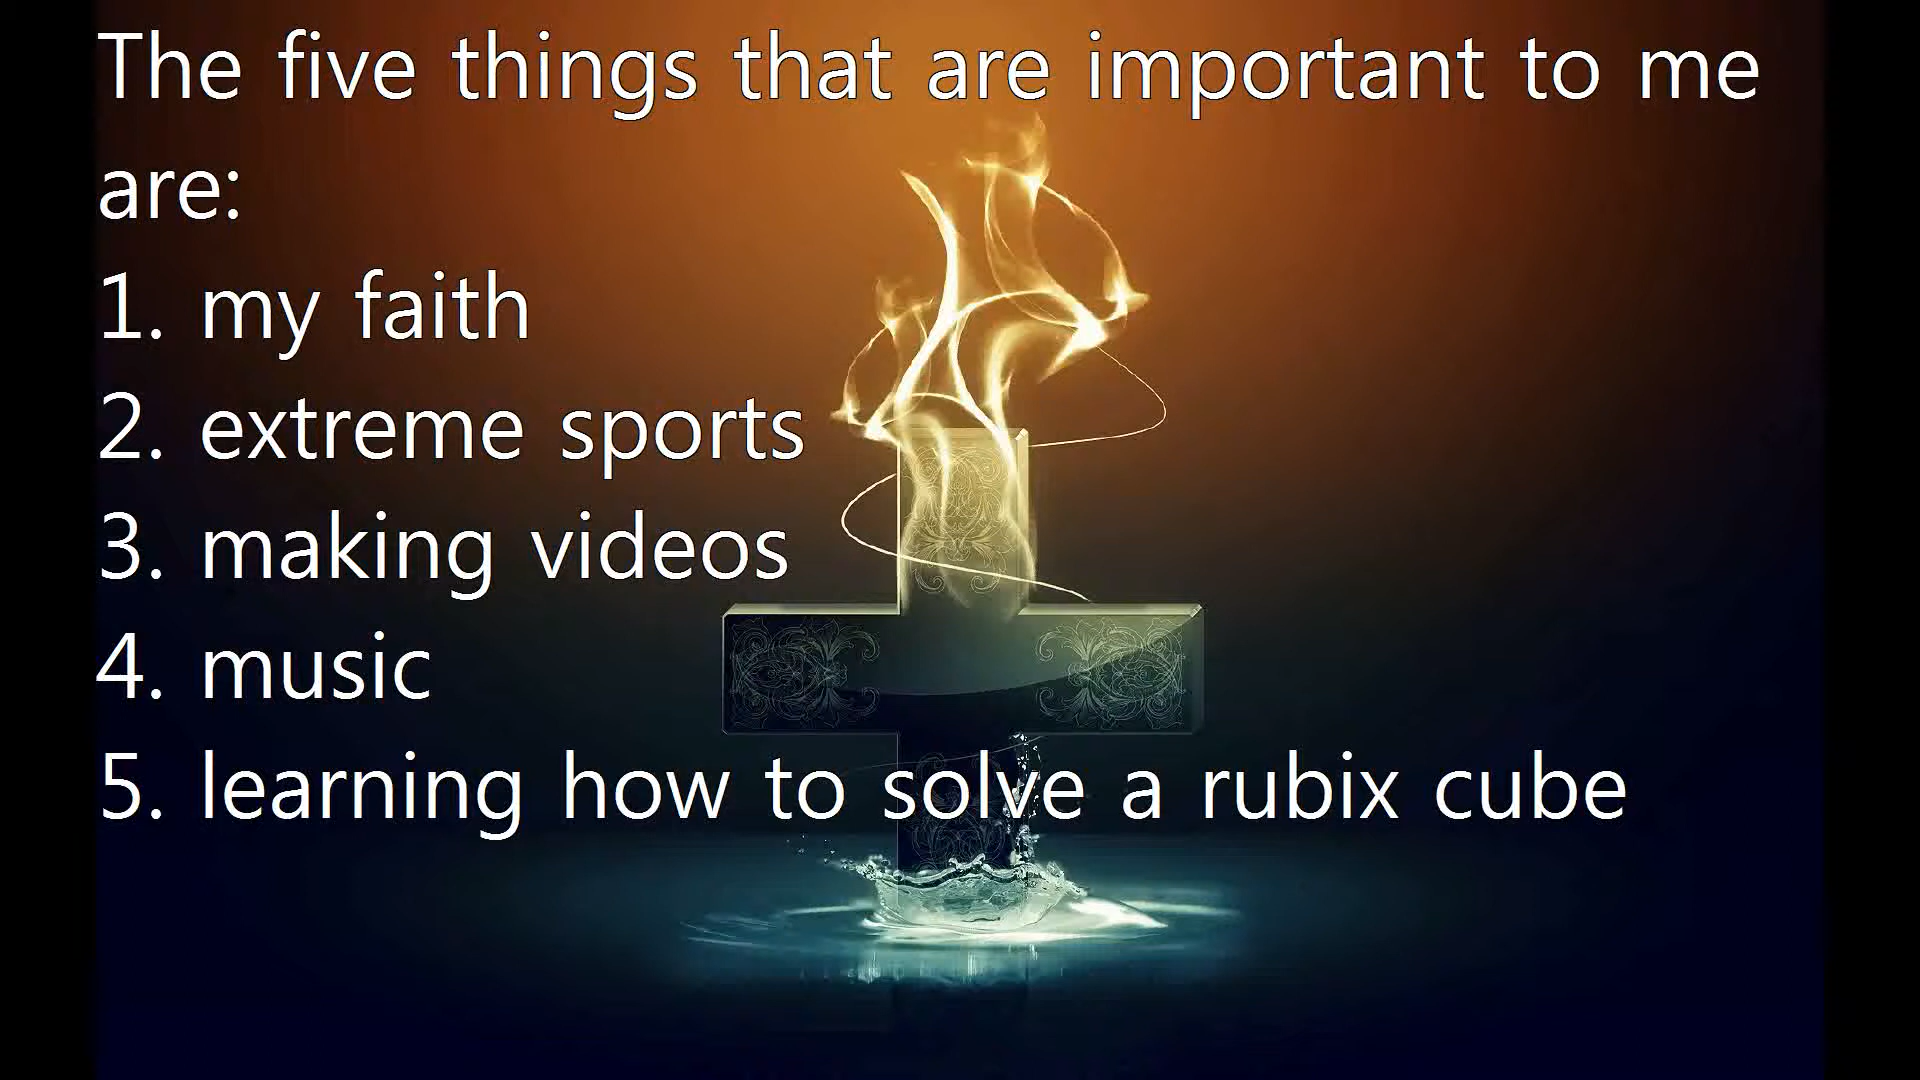 The five things that are important to me
are:
1. my faith
2. extreme sports
3. making videos
4. music
5. learning how to solve a rubix cube